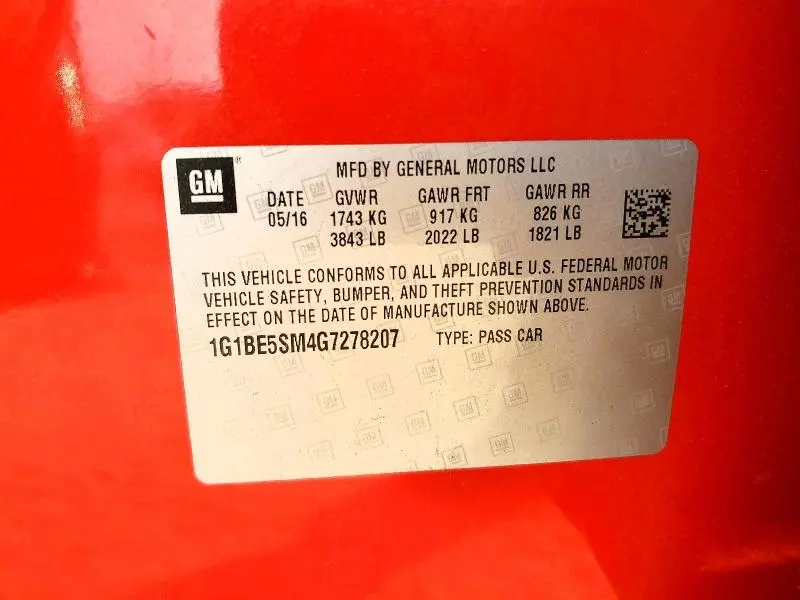 GM® MFD BY GENERAL MOTORS LLC
DATE GVWR GAWR FRT GAWR RR
05/16 1743 KG 917 KG 826 KG
3843 LB 2022 LB 1821 LB
THIS VEHICLE CONFORMS TO ALL APPLICABLE U.S. FEDERAL MOTOR
VEHICLE SAFETY, BUMPER, AND THEFT PREVENTION STANDARDS IN
EFFECT ON THE DATE OF MANUFACTURE SHOWN ABOVE.
1G1BE5SM4G7278207 TYPE: PASS CAR